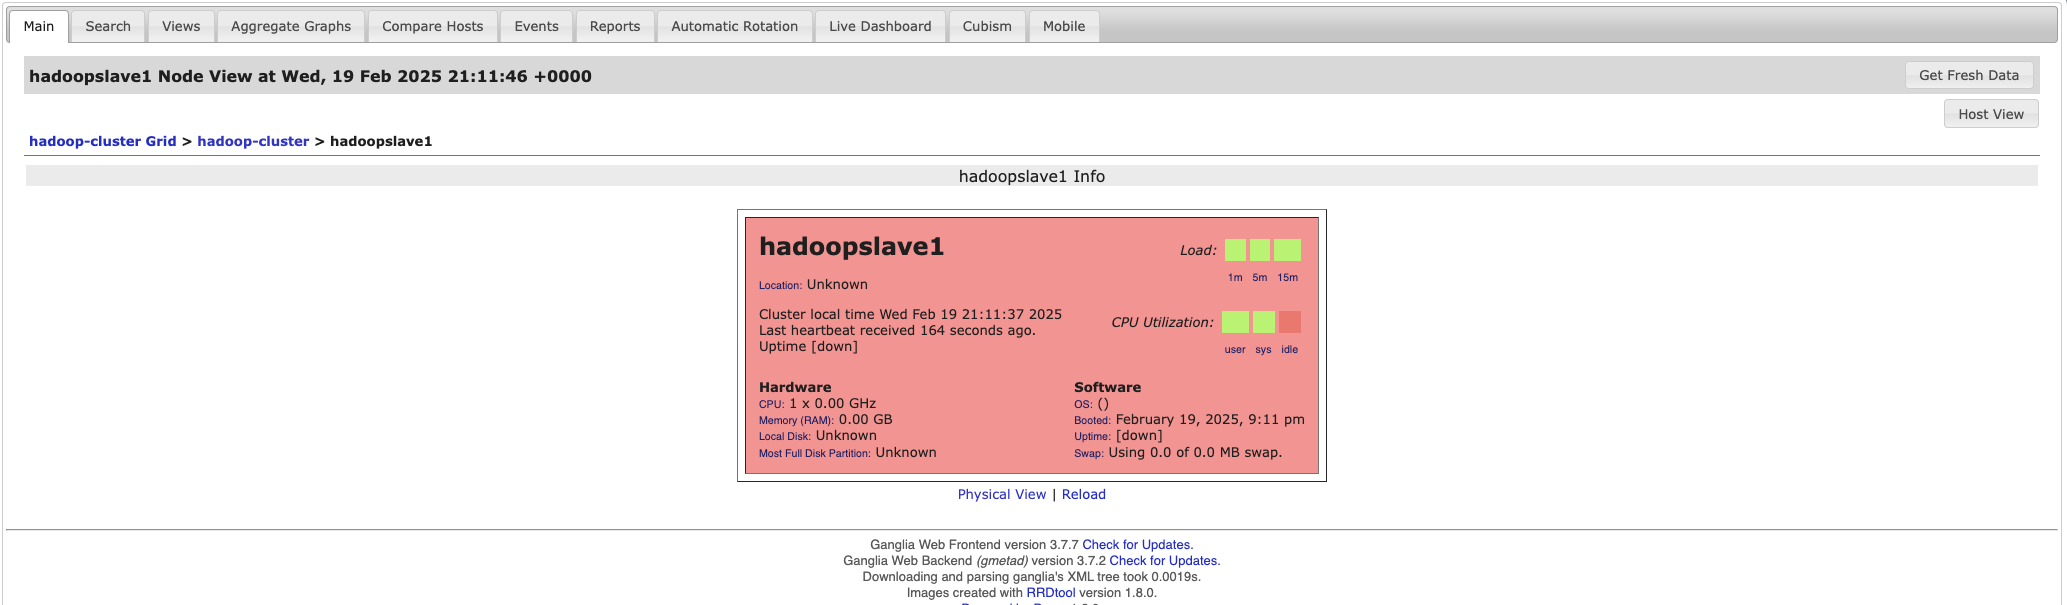 Main Search Views Aggregate Graphs Compare Hosts Events Reports Automatic Rotation Live Dashboard Cubism Mobile
hadoopslave1 Node View at Wed, 19 Feb 2025 21:11:46 +0000 Get Fresh Data
Host View
hadoop-cluster Grid > hadoop-cluster > hadoopslave1
hadoopslave1 Info
hadoopslave1
Location: Unknown
Cluster local time Wed Feb 19 21:11:37 2025
Last heartbeat received 164 seconds ago.
Uptime [down]
Load:
1m 5m 15m
CPU Utilization:
user sys idle
Hardware
CPU: 1 x 0.00 GHz
Memory (RAM): 0.00 GB
Local Disk: Unknown
Most Full Disk Partition: Unknown
Software
OS: ()
Booted: February 19, 2025, 9:11 pm
Uptime: [down]
Swap: Using 0.0 of 0.0 MB swap.
Physical View | Reload
Ganglia Web Frontend version 3.7.7 Check for Updates.
Ganglia Web Backend (gmetad) version 3.7.2 Check for Updates.
Downloading and parsing ganglia's XML tree took 0.0019s.
Images created with RRDtool version 1.8.0.